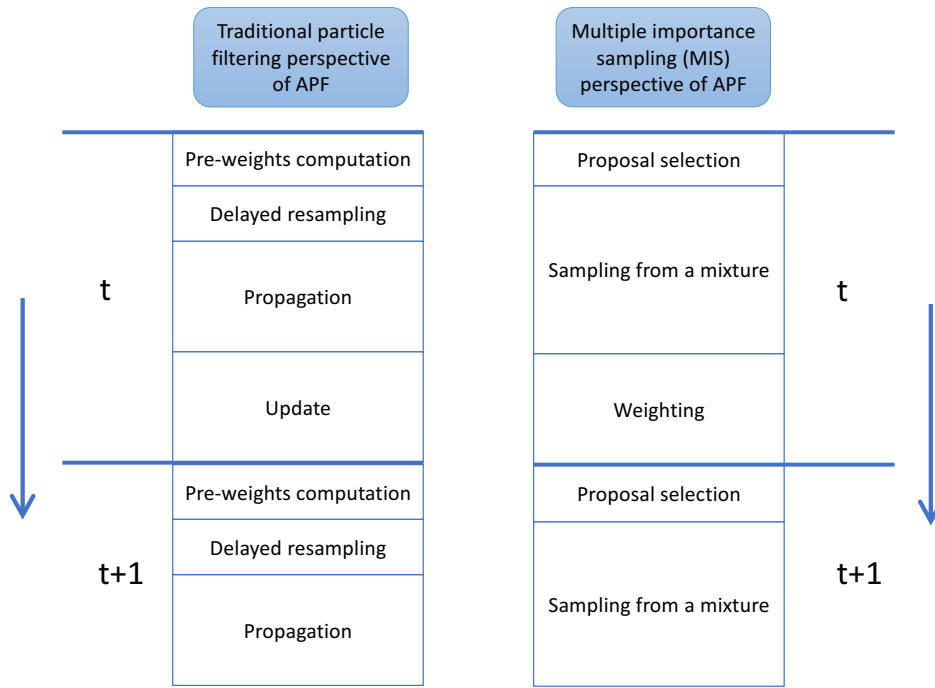 Traditional particle
filtering perspective
of APF
Multiple importance
sampling (MIS)
perspective of APF
Pre-weights computation
Delayed resampling
t
Propagation
Update
Pre-weights computation
Delayed resampling
t+1
Propagation
Proposal selection
Sampling from a mixture
t
Weighting
Proposal selection
Sampling from a mixture
t+1